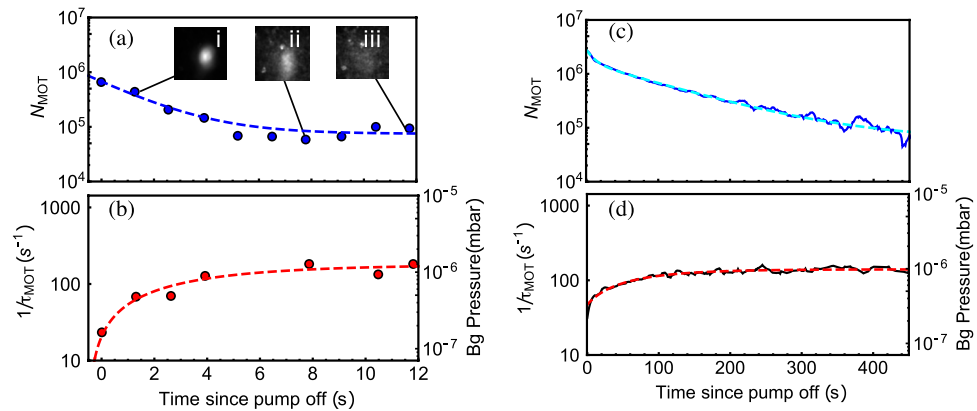 (a)
i
ii
iii
10^7
10^6
10^5
10^4
N_MOT
(b)
1000
100
10
1/τ_MOT (s^-1)
10^-5
10^-6
10^-7
Bg Pressure(mbar)
0 2 4 6 8 10 12
Time since pump off (s)
(c)
10^7
10^6
10^5
10^4
N_MOT
(d)
1000
100
10
1/τ_MOT (s^-1)
10^-5
10^-6
10^-7
Bg Pressure(mbar)
0 100 200 300 400
Time since pump off (s)